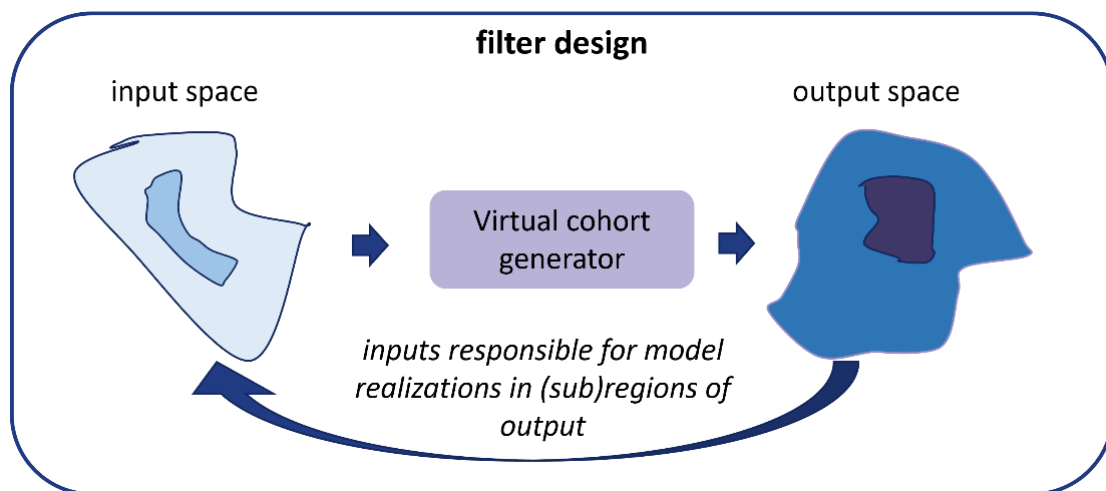 filter design
input space
output space
Virtual cohort
generator
inputs responsible for model
realizations in (sub)regions of
output